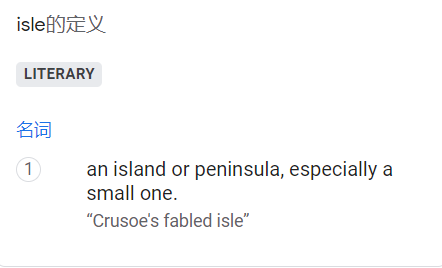 isle的定义
LITERARY
名词
1
an island or peninsula, especially a
small one.
“Crusoe's fabled isle”